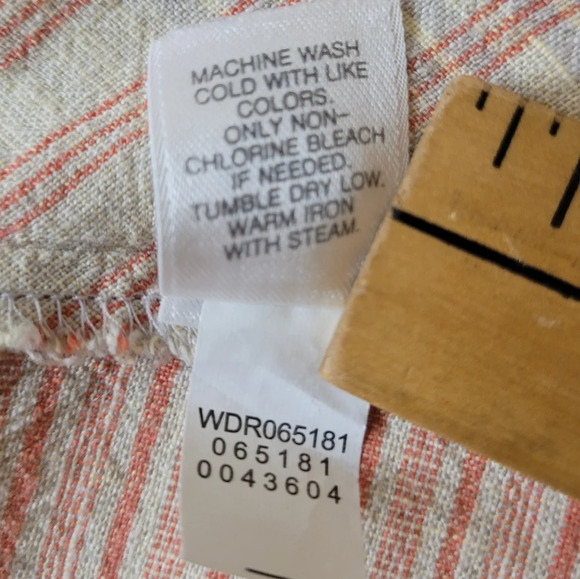 MACHINE WASH
COLD WITH LIKE
COLORS.
ONLY NON-
CHLORINE BLEACH
IF NEEDED.
TUMBLE DRY LOW.
WARM IRON
WITH STEAM.
WDR065181
065181
0043604